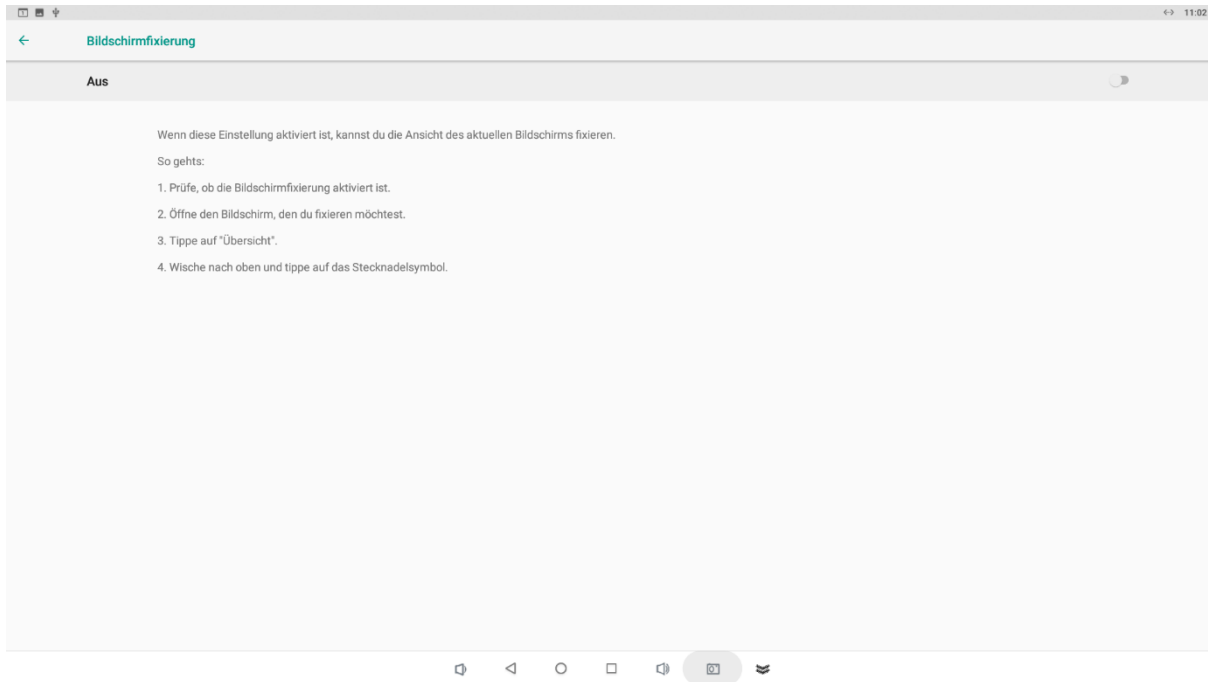 11:02
Bildschirmfixierung
Aus
Wenn diese Einstellung aktiviert ist, kannst du die Ansicht des aktuellen Bildschirms fixieren.
So gehts:
1. Prüfe, ob die Bildschirmfixierung aktiviert ist.
2. Öffne den Bildschirm, den du fixieren möchtest.
3. Tippe auf "Übersicht".
4. Wische nach oben und tippe auf das Stecknadelsymbol.